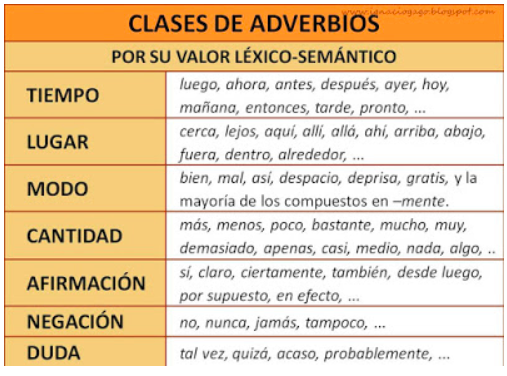 www.ignaciogago.blogspot.com
CLASES DE ADVERBIOS
POR SU VALOR LÉXICO-SEMÁNTICO
TIEMPO
luego, ahora, antes, después, ayer, hoy,
mañana, entonces, tarde, pronto, ...
LUGAR
cerca, lejos, aquí, allí, allá, ahí, arriba, abajo,
fuera, dentro, alrededor, ...
MODO
bien, mal, así, despacio, deprisa, gratis, y la
mayoría de los compuestos en –mente.
CANTIDAD
más, menos, poco, bastante, mucho, muy,
demasiado, apenas, casi, medio, nada, algo, ..
AFIRMACIÓN
sí, claro, ciertamente, también, desde luego,
por supuesto, en efecto, ...
NEGACIÓN
no, nunca, jamás, tampoco, ...
DUDA
tal vez, quizá, acaso, probablemente, ...